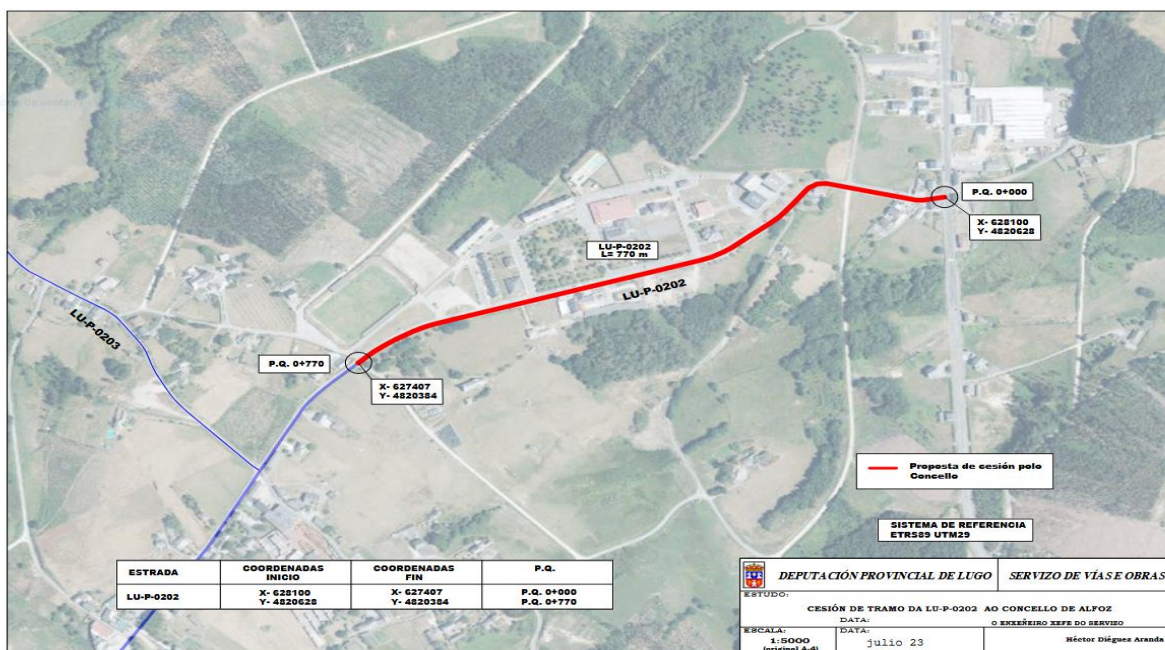 P.Q. 0+000
X- 628100
Y- 4820628
LU-P-0202
L= 770 m
LU-P-0202
LU-P-0203
P.Q. 0+770
X- 627407
Y- 4820384
Proposta de cesión polo
Concello
SISTEMA DE REFERENCIA
ETRS89 UTM29
ESTRADA COORDENADAS INICIO COORDENADAS FIN P.Q.
LU-P-0202 X- 628100 X- 627407 P.Q. 0+000
Y- 4820628 Y- 4820384 P.Q. 0+770
DEPUTACIÓN PROVINCIAL DE LUGO SERVIZO DE VÍAS E OBRAS
ESTUDO:
CESIÓN DE TRAMO DA LU-P-0202 AO CONCELLO DE ALFOZ
DATA: O ENXEÑEIRO XEFE DO SERVIZO
ESCALA: DATA:
1:5000 julio 23 Héctor Diéguez Aranda
(original A-4)